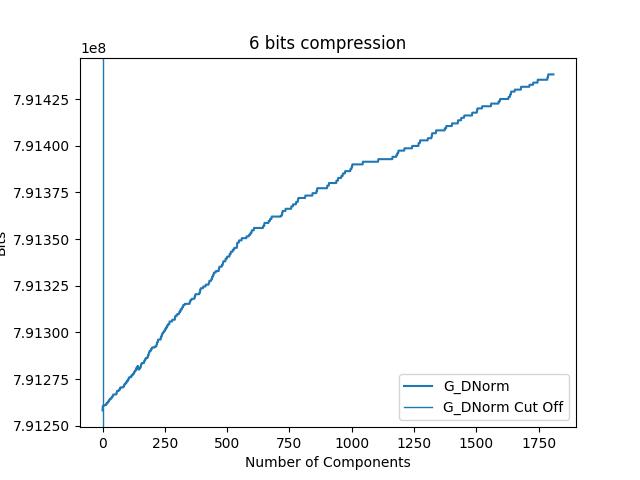 6 bits compression
1e8
7.91425
7.91400
7.91375
7.91350
7.91325
7.91300
7.91275
7.91250
Bits
0 250 500 750 1000 1250 1500 1750
Number of Components
G_DNorm
G_DNorm Cut Off